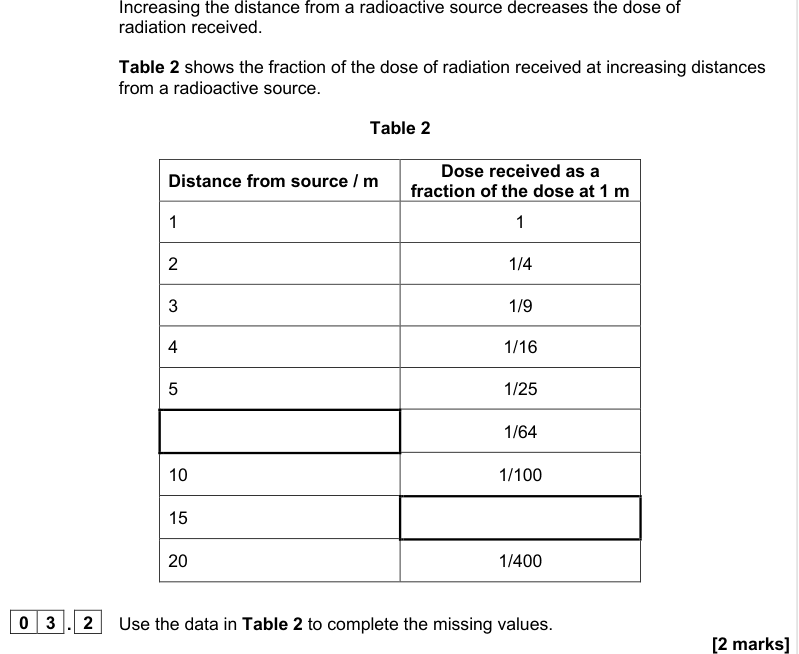 Increasing the distance from a radioactive source decreases the dose of
radiation received.
Table 2 shows the fraction of the dose of radiation received at increasing distances
from a radioactive source.
Table 2
Distance from source / m
Dose received as a
fraction of the dose at 1 m
1 1
2 1/4
3 1/9
4 1/16
5 1/25
1/64
10 1/100
15
20 1/400
0 3 . 2 Use the data in Table 2 to complete the missing values.
[2 marks]